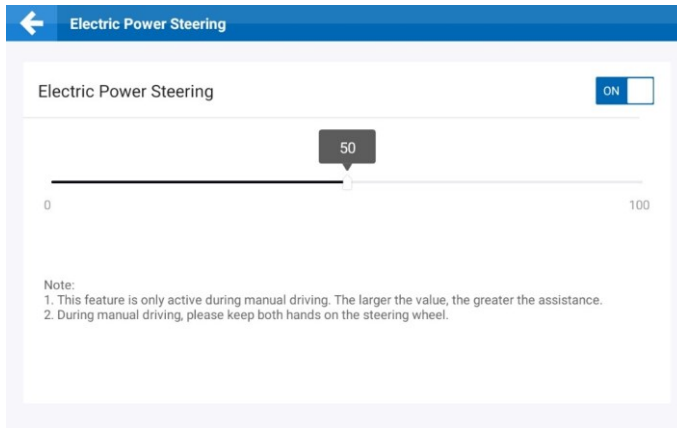 Electric Power Steering
Electric Power Steering
ON
50
0
100
Note:
1. This feature is only active during manual driving. The larger the value, the greater the assistance.
2. During manual driving, please keep both hands on the steering wheel.